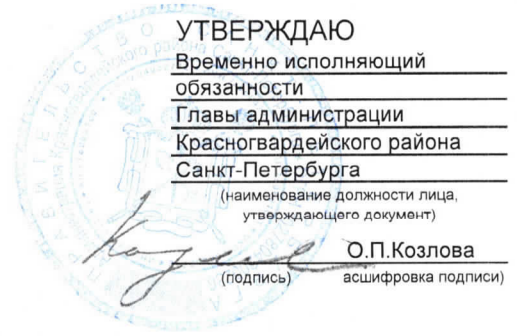 УТВЕРЖДАЮ
Временно исполняющий
обязанности
Главы администрации
Красногвардейского района
Санкт-Петербурга
(наименование должности лица,
утверждающего документ)
О.П.Козлова
(подпись) асшифровка подписи)